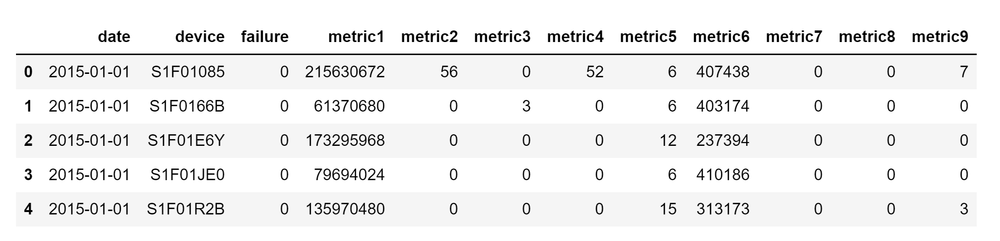 date device failure metric1 metric2 metric3 metric4 metric5 metric6 metric7 metric8 metric9
0 2015-01-01 S1F01085 0 215630672 56 0 52 6 407438 0 0 7
1 2015-01-01 S1F0166B 0 61370680 0 3 0 6 403174 0 0 0
2 2015-01-01 S1F01E6Y 0 173295968 0 0 0 12 237394 0 0 0
3 2015-01-01 S1F01JE0 0 79694024 0 0 0 6 410186 0 0 0
4 2015-01-01 S1F01R2B 0 135970480 0 0 0 15 313173 0 0 3